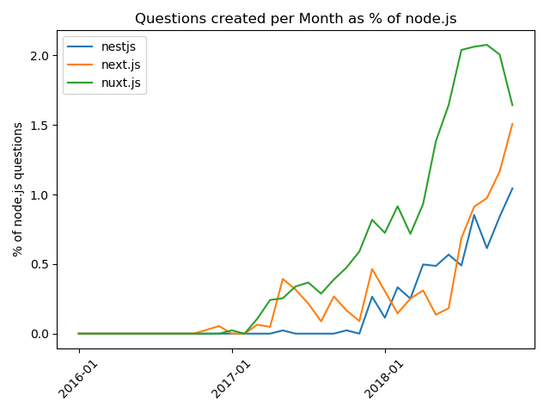 Questions created per Month as % of node.js
nestjs
next.js
nuxt.js
% of node.js questions
2.0
1.5
1.0
0.5
0.0
2016-01
2017-01
2018-01